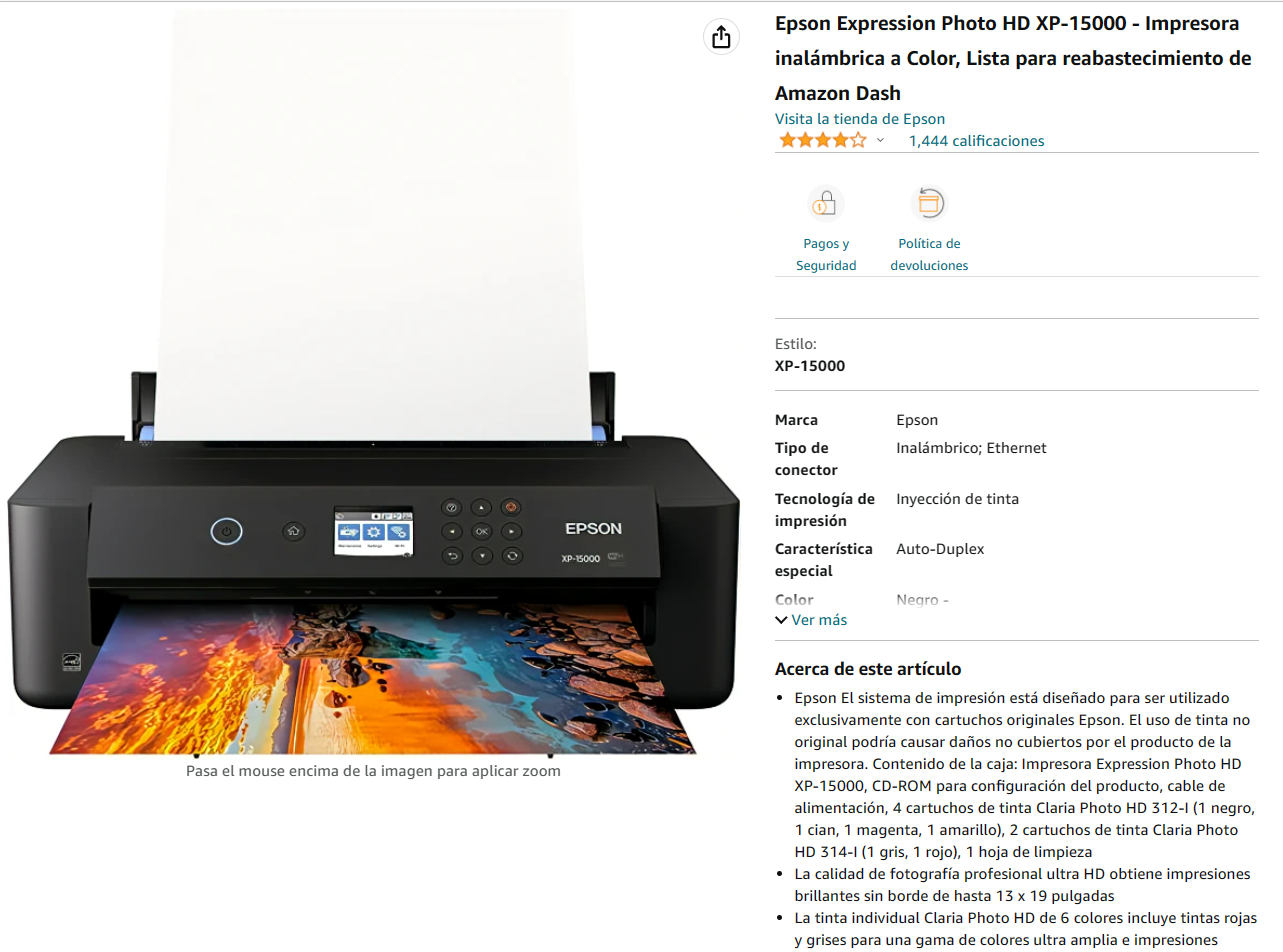 Epson Expression Photo HD XP-15000 - Impresora
inalámbrica a Color, Lista para reabastecimiento de
Amazon Dash
Visita la tienda de Epson
1,444 calificaciones
Pagos y
Seguridad
Política de
devoluciones
Estilo:
XP-15000
Marca Epson
Tipo de Inalámbrico; Ethernet
conector
Tecnología de Inyección de tinta
impresión
Característica Auto-Duplex
especial
Color Negro -
Ver más
OK
EPSON
XP-15000
Pasa el mouse encima de la imagen para aplicar zoom
Acerca de este artículo
Epson El sistema de impresión está diseñado para ser utilizado
exclusivamente con cartuchos originales Epson. El uso de tinta no
original podría causar daños no cubiertos por el producto de la
impresora. Contenido de la caja: Impresora Expression Photo HD
XP-15000, CD-ROM para configuración del producto, cable de
alimentación, 4 cartuchos de tinta Claria Photo HD 312-I (1 negro,
1 cian, 1 magenta, 1 amarillo), 2 cartuchos de tinta Claria Photo
HD 314-I (1 gris, 1 rojo), 1 hoja de limpieza
La calidad de fotografía profesional ultra HD obtiene impresiones
brillantes sin borde de hasta 13 x 19 pulgadas
La tinta individual Claria Photo HD de 6 colores incluye tintas rojas
y grises para una gama de colores ultra amplia e impresiones